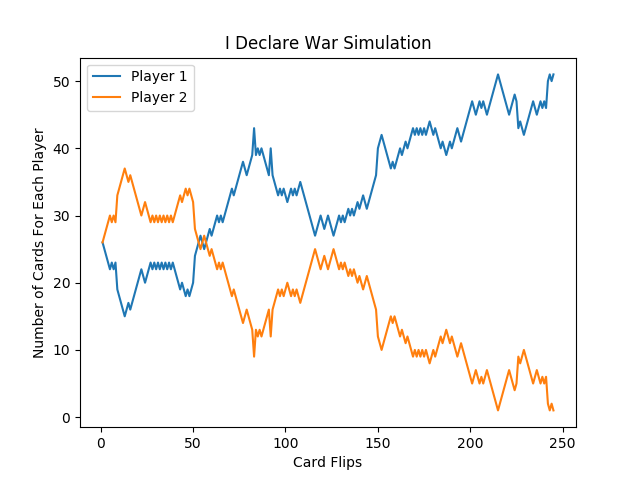 I Declare War Simulation
Player 1
Player 2
Number of Cards For Each Player
50
40
30
20
10
0
0 50 100 150 200 250
Card Flips